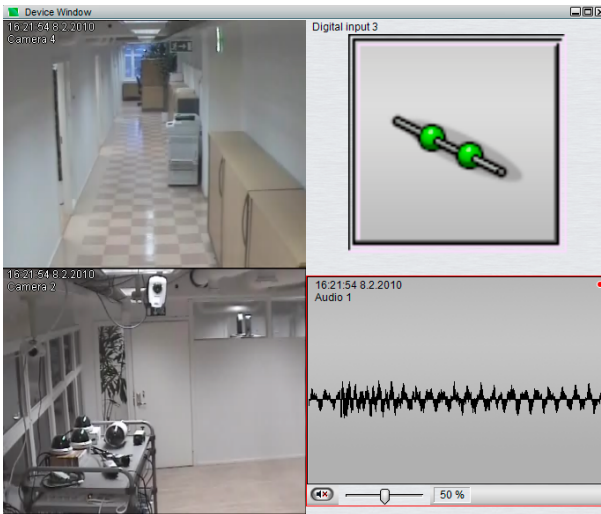 Device Window
16:21:54 8.2.2010
Camera 4
Digital input 3
16:21:54 8.2.2010
Camera 2
16:21:54 8.2.2010
Audio 1
50 %